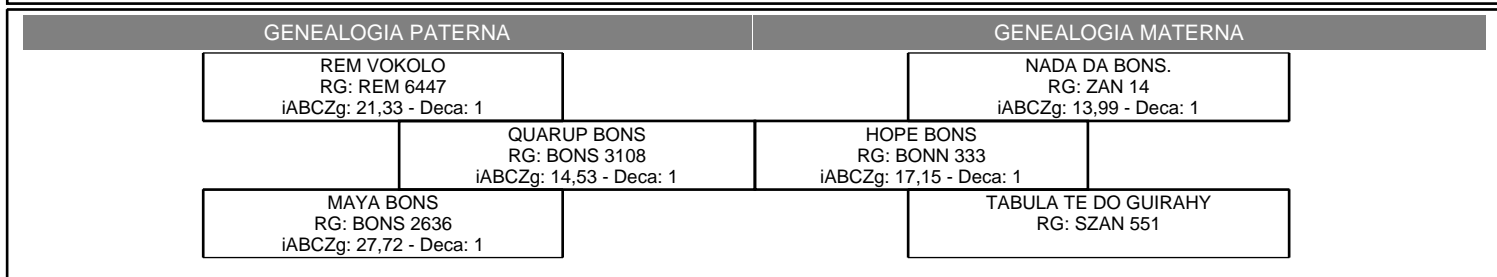 GENEALOGIA PATERNA
GENEALOGIA MATERNA
REM VOKOLO
RG: REM 6447
iABCZg: 21,33 - Deca: 1
NADA DA BONS.
RG: ZAN 14
iABCZg: 13,99 - Deca: 1
QUARUP BONS
RG: BONS 3108
iABCZg: 14,53 - Deca: 1
HOPE BONS
RG: BONN 333
iABCZg: 17,15 - Deca: 1
MAYA BONS
RG: BONS 2636
iABCZg: 27,72 - Deca: 1
TABULA TE DO GUIRAHY
RG: SZAN 551